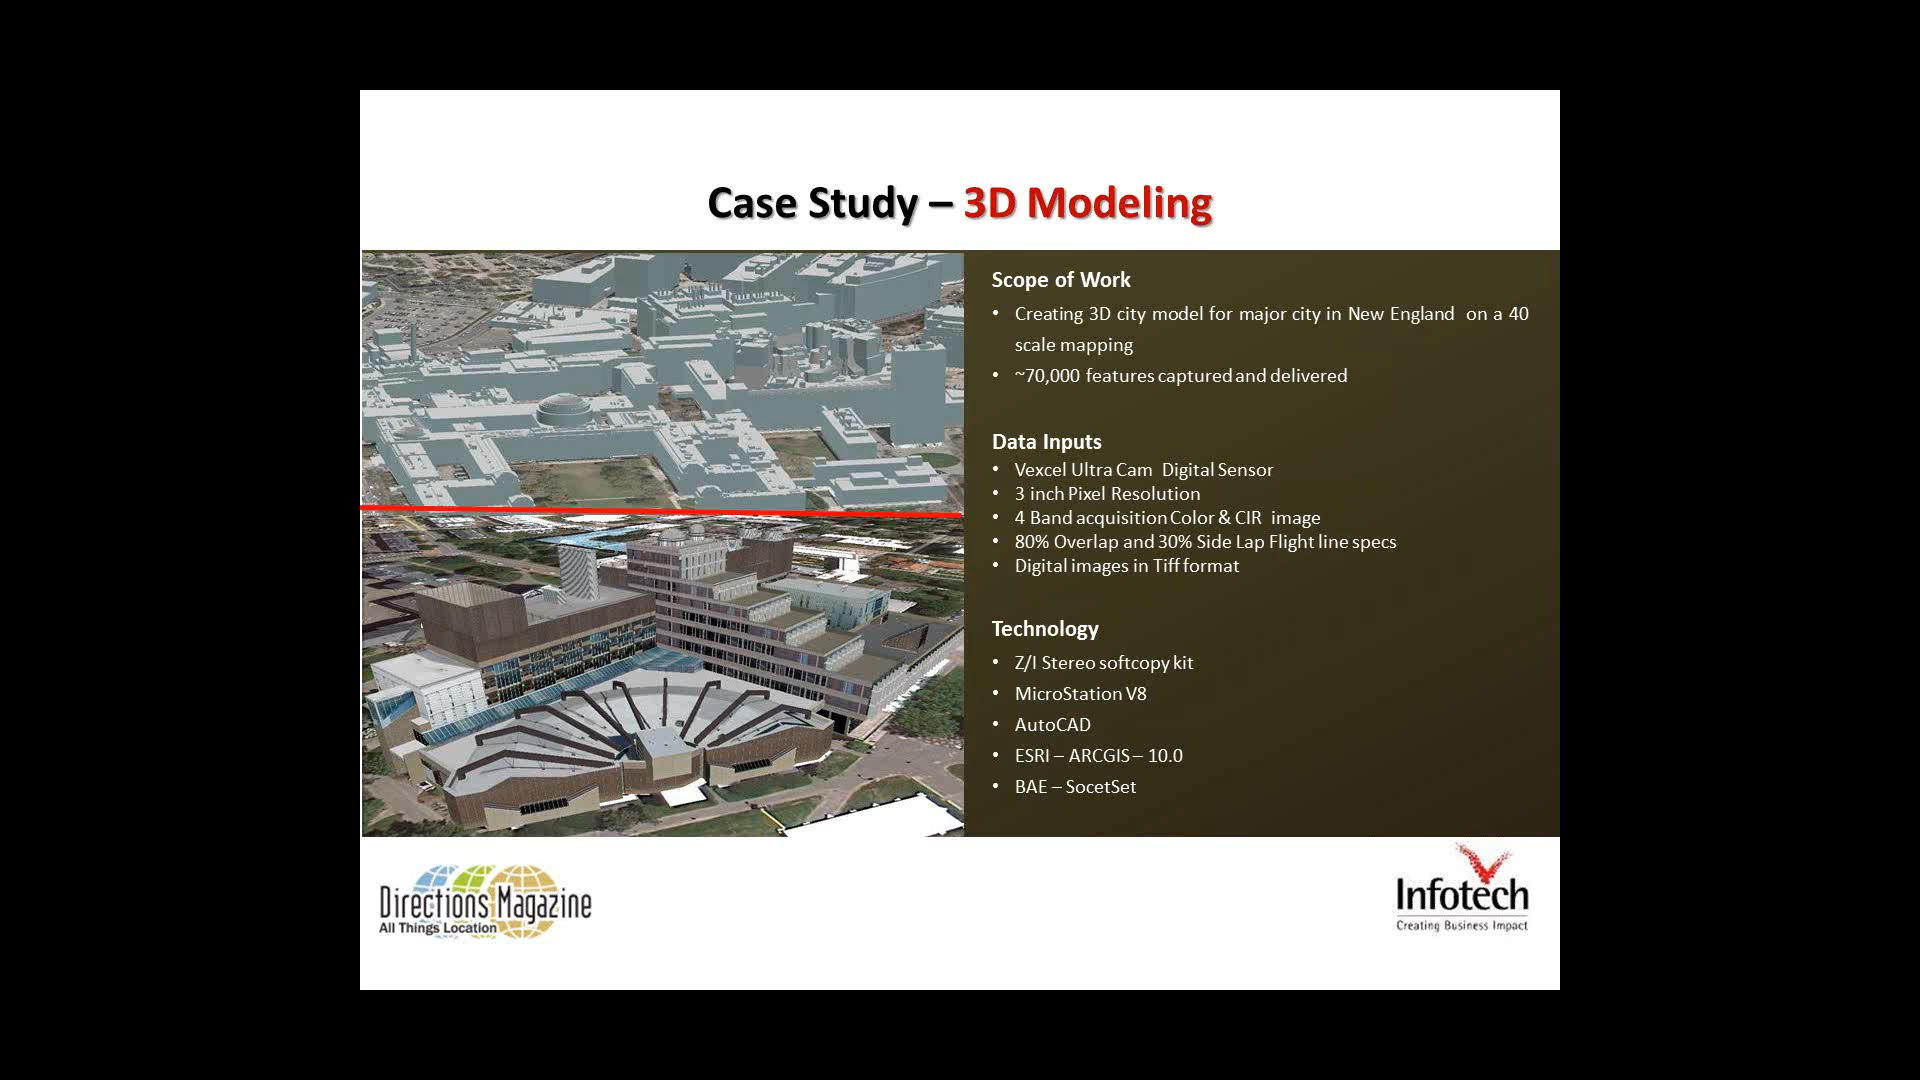 Case Study – 3D Modeling
Scope of Work
• Creating 3D city model for major city in New England on a 40
scale mapping
• ~70,000 features captured and delivered
Data Inputs
• Vexcel Ultra Cam Digital Sensor
• 3 inch Pixel Resolution
• 4 Band acquisition Color & CIR image
• 80% Overlap and 30% Side Lap Flight line specs
• Digital images in Tiff format
Technology
• Z/I Stereo softcopy kit
• MicroStation V8
• AutoCAD
• ESRI – ARCGIS – 10.0
• BAE – SocetSet
Directions Magazine
All Things Location
Infotech
Creating Business Impact